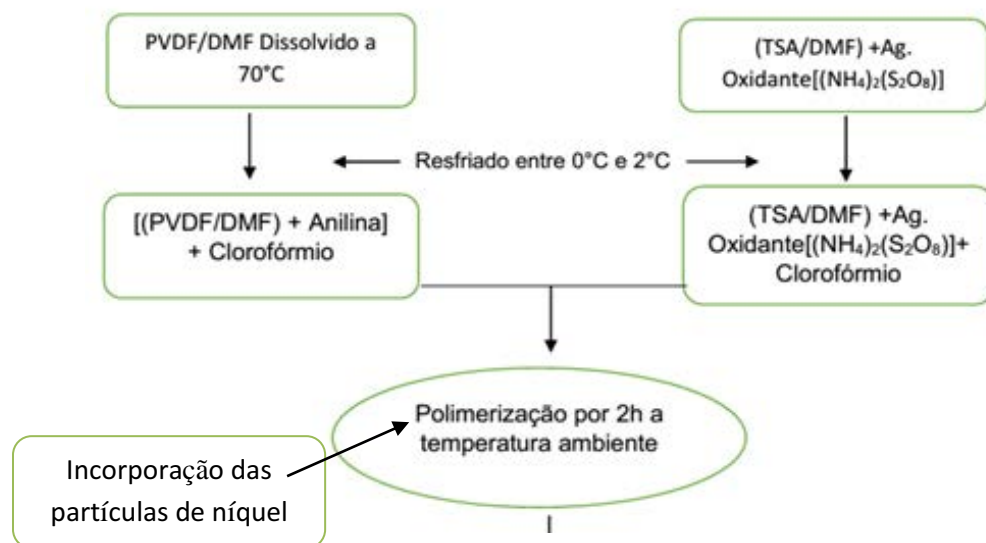 PVDF/DMF Dissolvido a
70°C
(TSA/DMF) +Ag.
Oxidante[(NH₄)₂(S₂O₈)]
Resfriado entre 0°C e 2°C
[(PVDF/DMF) + Anilina]
+ Clorofórmio
(TSA/DMF) +Ag.
Oxidante[(NH₄)₂(S₂O₈)]+
Clorofórmio
Polimerização por 2h a
temperatura ambiente
Incorporação das
partículas de níquel